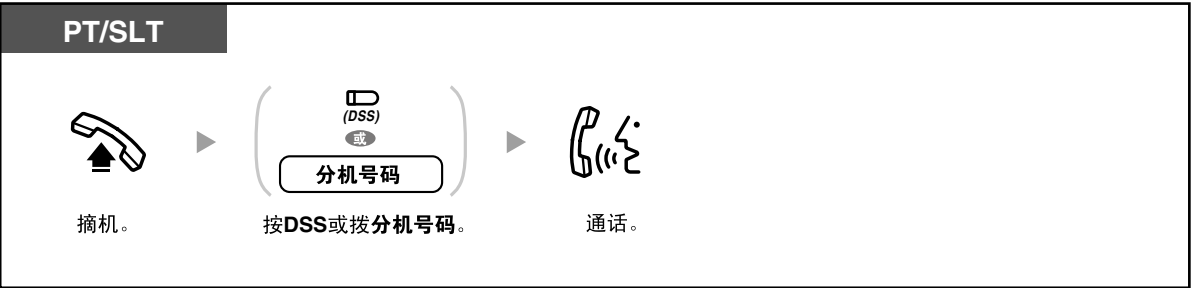 PT/SLT
(DSS)
或
分机号码
摘机。
按DSS或拨分机号码。
通话。